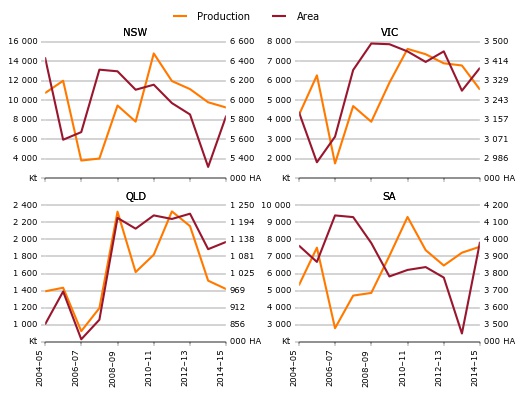 Production Area
NSW VIC
16 000 6 600 8 000 3 500
14 000 6 400 7 000 3 414
12 000 6 200 6 000 3 329
10 000 6 000 5 000 3 243
8 000 5 800 4 000 3 157
6 000 5 600 3 000 3 071
4 000 5 400 2 000 2 986
Kt 000 HA Kt 000 HA
QLD SA
2 400 1 250 10 000 4 200
2 200 1 194 9 000 4 100
2 000 1 138 8 000 4 000
1 800 1 081 7 000 3 900
1 600 1 025 6 000 3 800
1 400 969 5 000 3 700
1 200 912 4 000 3 600
1 000 856 3 000 3 500
Kt 000 HA Kt 000 HA
2004−05 2006−07 2008−09 2010−11 2012−13 2014−15 2004−05 2006−07 2008−09 2010−11 2012−13 2014−15